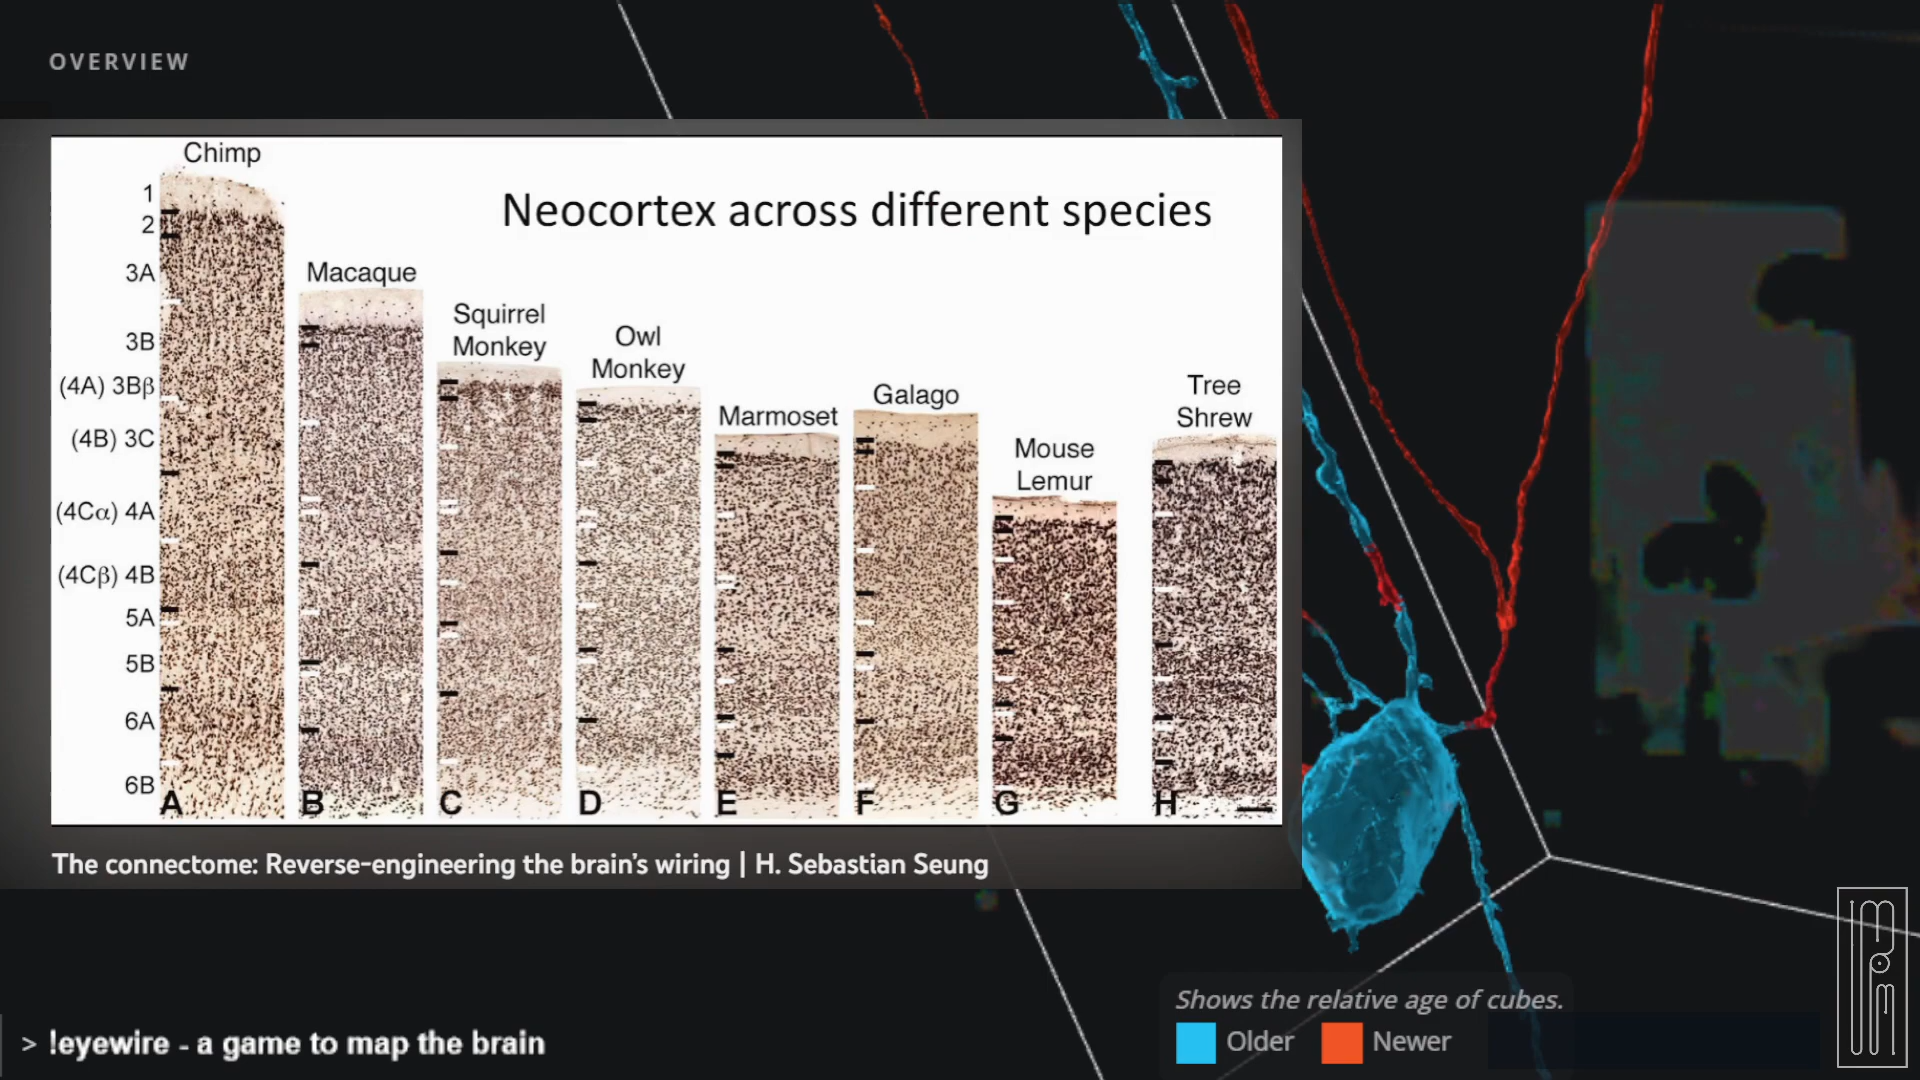 OVERVIEW
Chimp
Neocortex across different species
Macaque
Squirrel
Monkey
Owl
Monkey
Marmoset
Galago
Mouse
Lemur
Tree
Shrew
1
2
3A
3B
(4A) 3Bβ
(4B) 3C
(4Cα) 4A
(4Cβ) 4B
5A
5B
6A
6B
A B C D E F G H
The connectome: Reverse-engineering the brain's wiring | H. Sebastian Seung
Shows the relative age of cubes.
Older Newer
> !eyewire - a game to map the brain